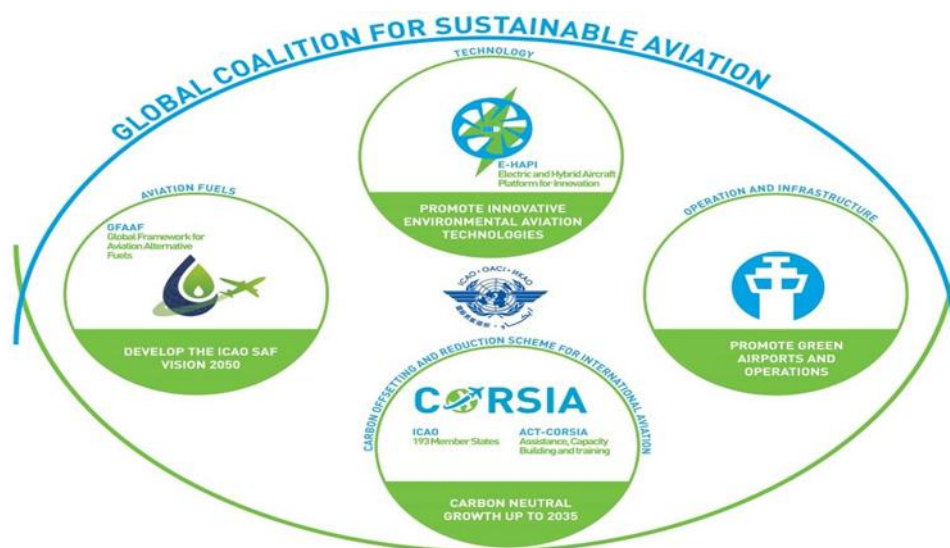 GLOBAL COALITION FOR SUSTAINABLE AVIATION
TECHNOLOGY
E-HAPI
Electric and Hybrid Aircraft
Platform for Innovation
PROMOTE INNOVATIVE
ENVIRONMENTAL AVIATION
TECHNOLOGIES
AVIATION FUELS
GFAAF
Global Framework for
Aviation Alternative
Fuels
DEVELOP THE ICAO SAF
VISION 2050
OPERATION AND INFRASTRUCTURE
PROMOTE GREEN
AIRPORTS AND
OPERATIONS
ICAO · OACI · ИКАО
CARBON OFFSETTING AND REDUCTION SCHEME FOR INTERNATIONAL AVIATION
CORSIA
ICAO
193 Member States
ACT-CORSIA
Assistance, Capacity
Building and training
CARBON NEUTRAL
GROWTH UP TO 2035